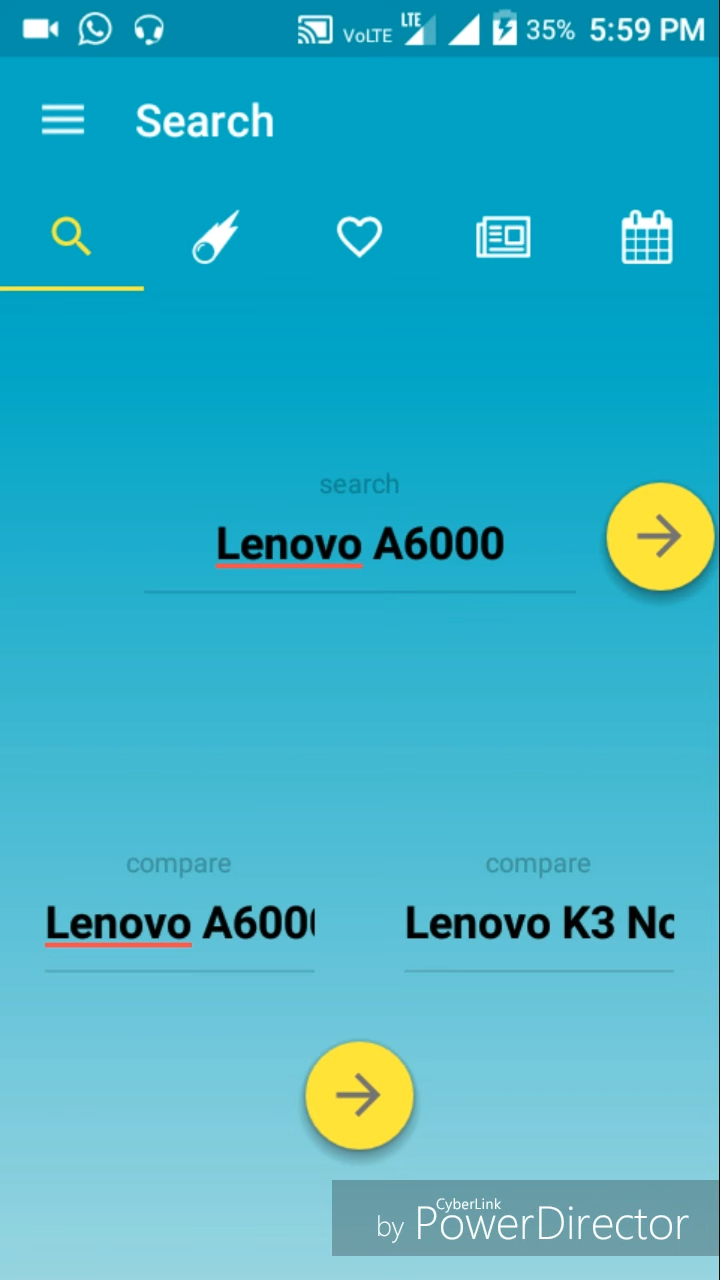 VoLTE LTE 35% 5:59 PM
Search
search
Lenovo A6000
compare compare
Lenovo A600 Lenovo K3 No
CyberLink
by PowerDirector